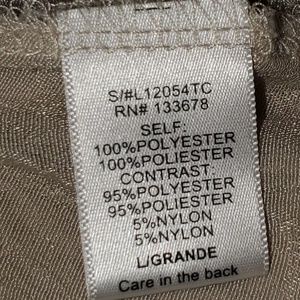 S/#L12054TC
RN# 133678
SELF:
100%POLYESTER
100%POLIESTER
CONTRAST:
95%POLYESTER
95%POLIESTER
5%NYLON
5%NYLON
L/GRANDE
Care in the back